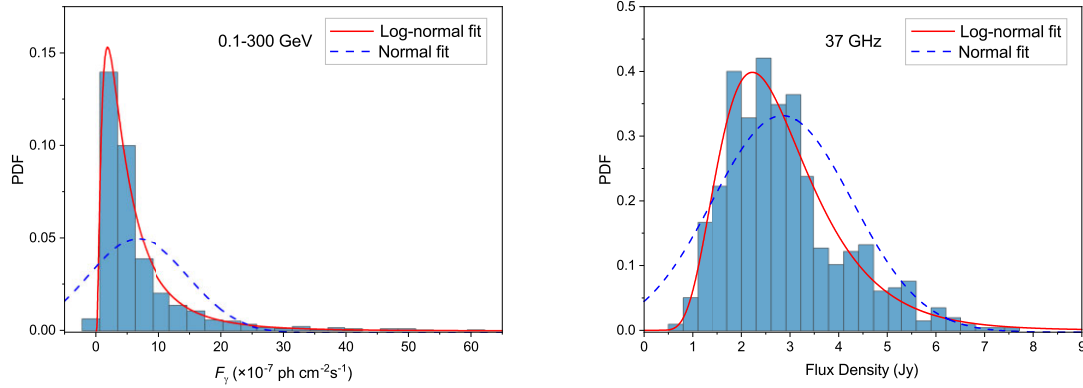 0.1-300 GeV
Log-normal fit
Normal fit
PDF
0.15
0.10
0.05
0.00
0 10 20 30 40 50 60
Fγ (×10⁻⁷ ph cm⁻²s⁻¹)
37 GHz
Log-normal fit
Normal fit
PDF
0.5
0.4
0.3
0.2
0.1
0.0
0 1 2 3 4 5 6 7 8 9
Flux Density (Jy)